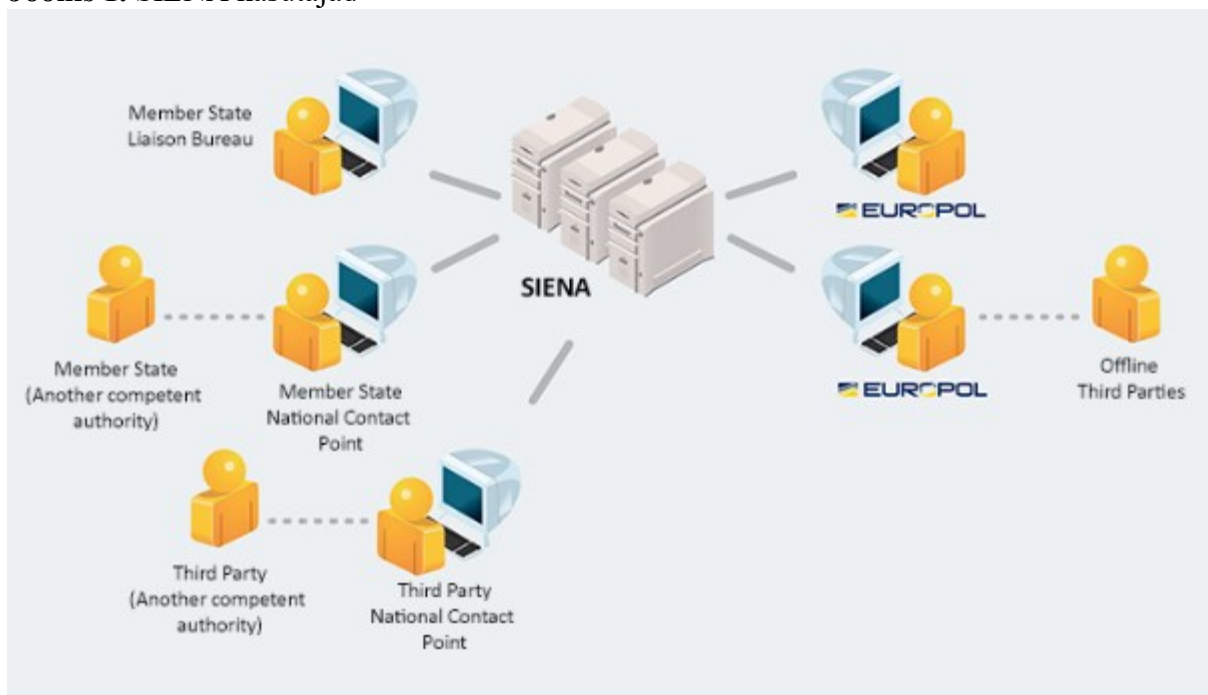 Member State
Liaison Bureau
EUROPOL
SIENA
Member State
(Another competent
authority)
Member State
National Contact
Point
EUROPOL
Offline
Third Parties
Third Party
(Another competent
authority)
Third Party
National Contact
Point